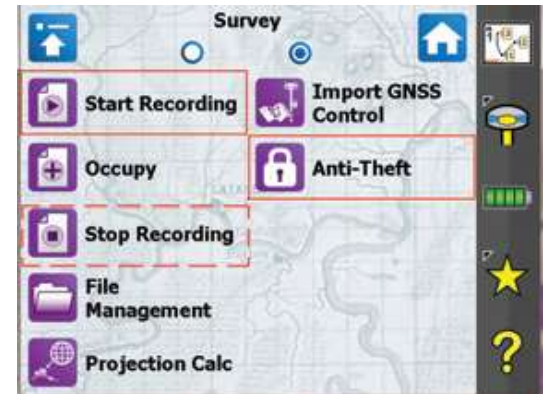 Survey
Start Recording
Import GNSS
Control
Occupy
Anti-Theft
Stop Recording
File
Management
Projection Calc
?